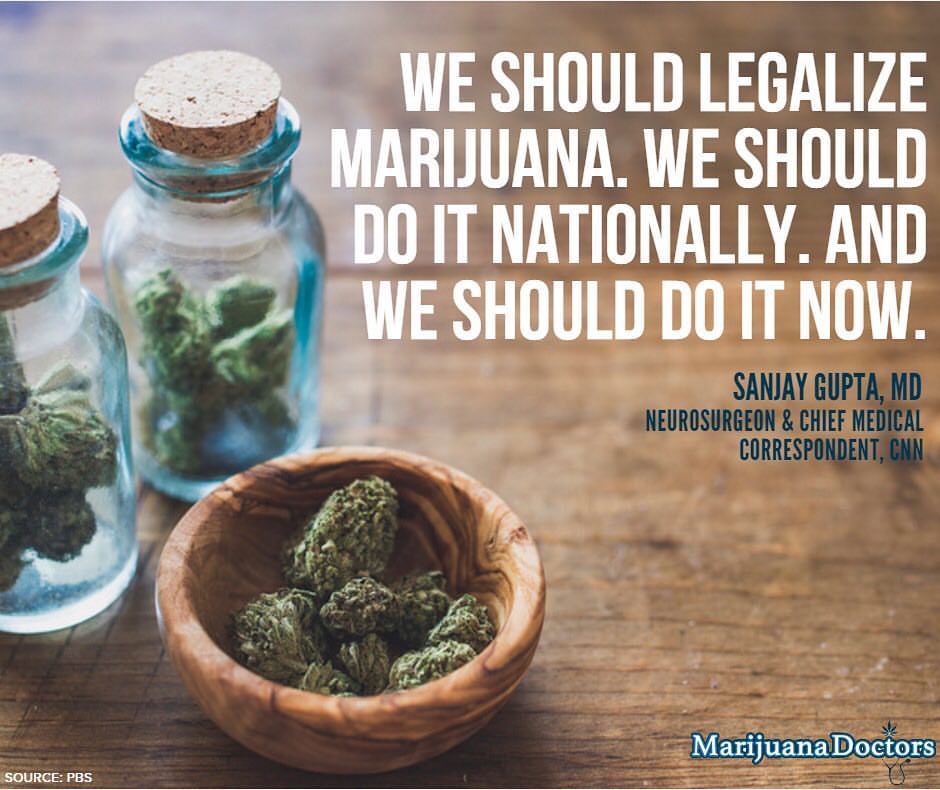 WE SHOULD LEGALIZE
MARIJUANA. WE SHOULD
DO IT NATIONALLY. AND
WE SHOULD DO IT NOW.
SANJAY GUPTA, MD
NEUROSURGEON & CHIEF MEDICAL
CORRESPONDENT, CNN
MarijuanaDoctors
SOURCE: PBS